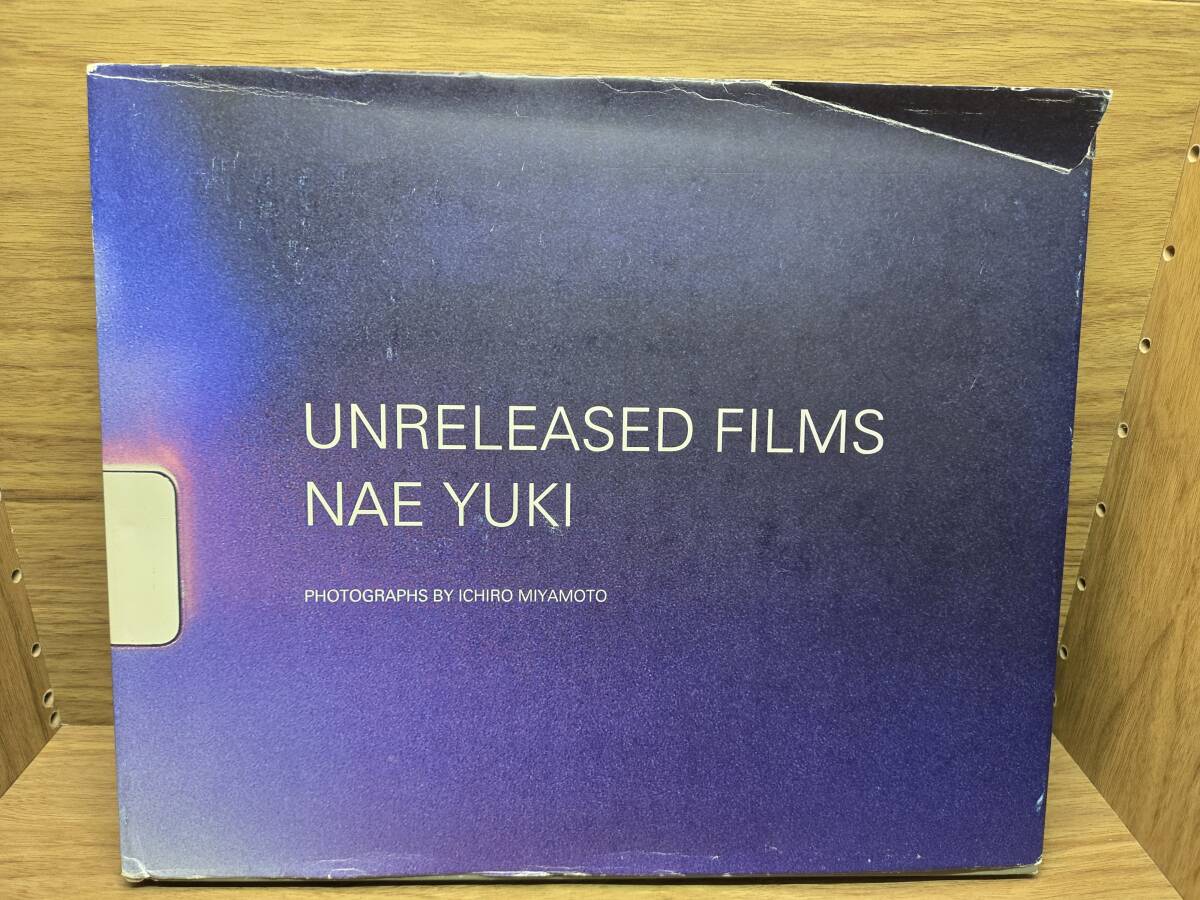 UNRELEASED FILMS
NAE YUKI
PHOTOGRAPHS BY ICHIRO MIYAMOTO